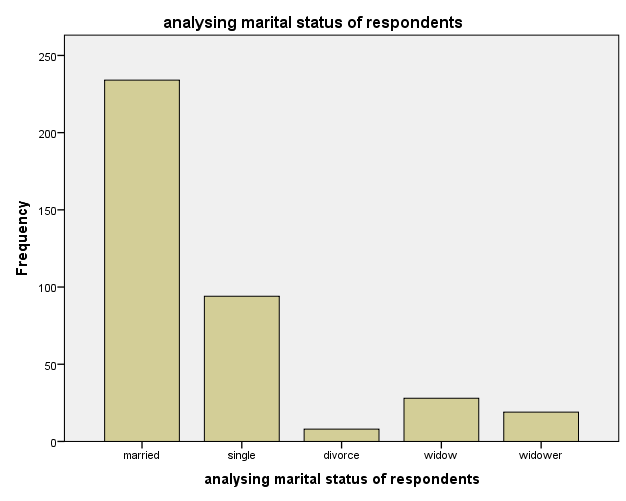 analysing marital status of respondents
Frequency
250
200
150
100
50
0
married single divorce widow widower
analysing marital status of respondents